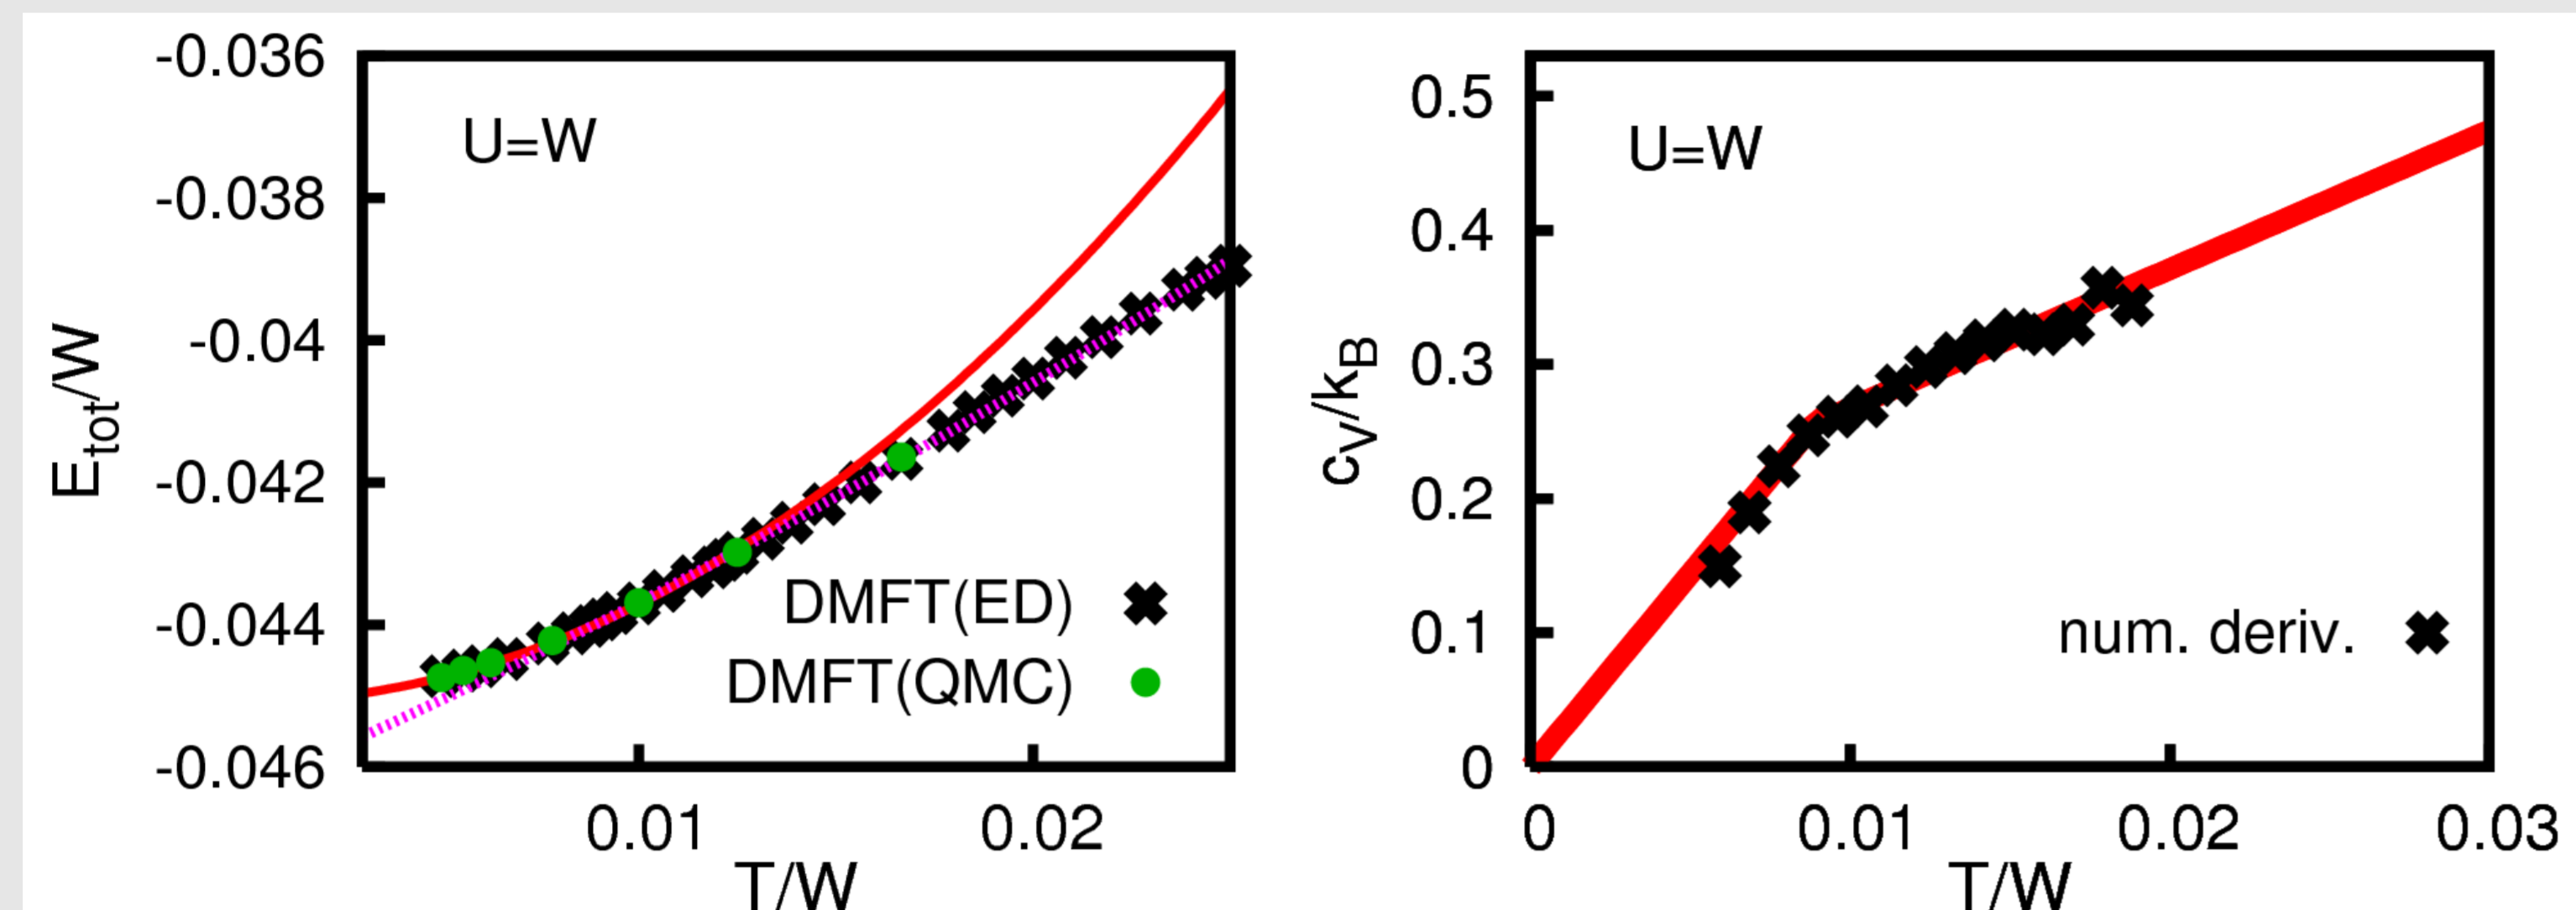 -0.036
-0.038
-0.04
-0.042
-0.044
-0.046
E_tot/W
U=W
DMFT(ED)
DMFT(QMC)
0.01 0.02
T/W
0.5
0.4
0.3
0.2
0.1
0
c_V/k_B
U=W
num. deriv.
0 0.01 0.02 0.03
T/W